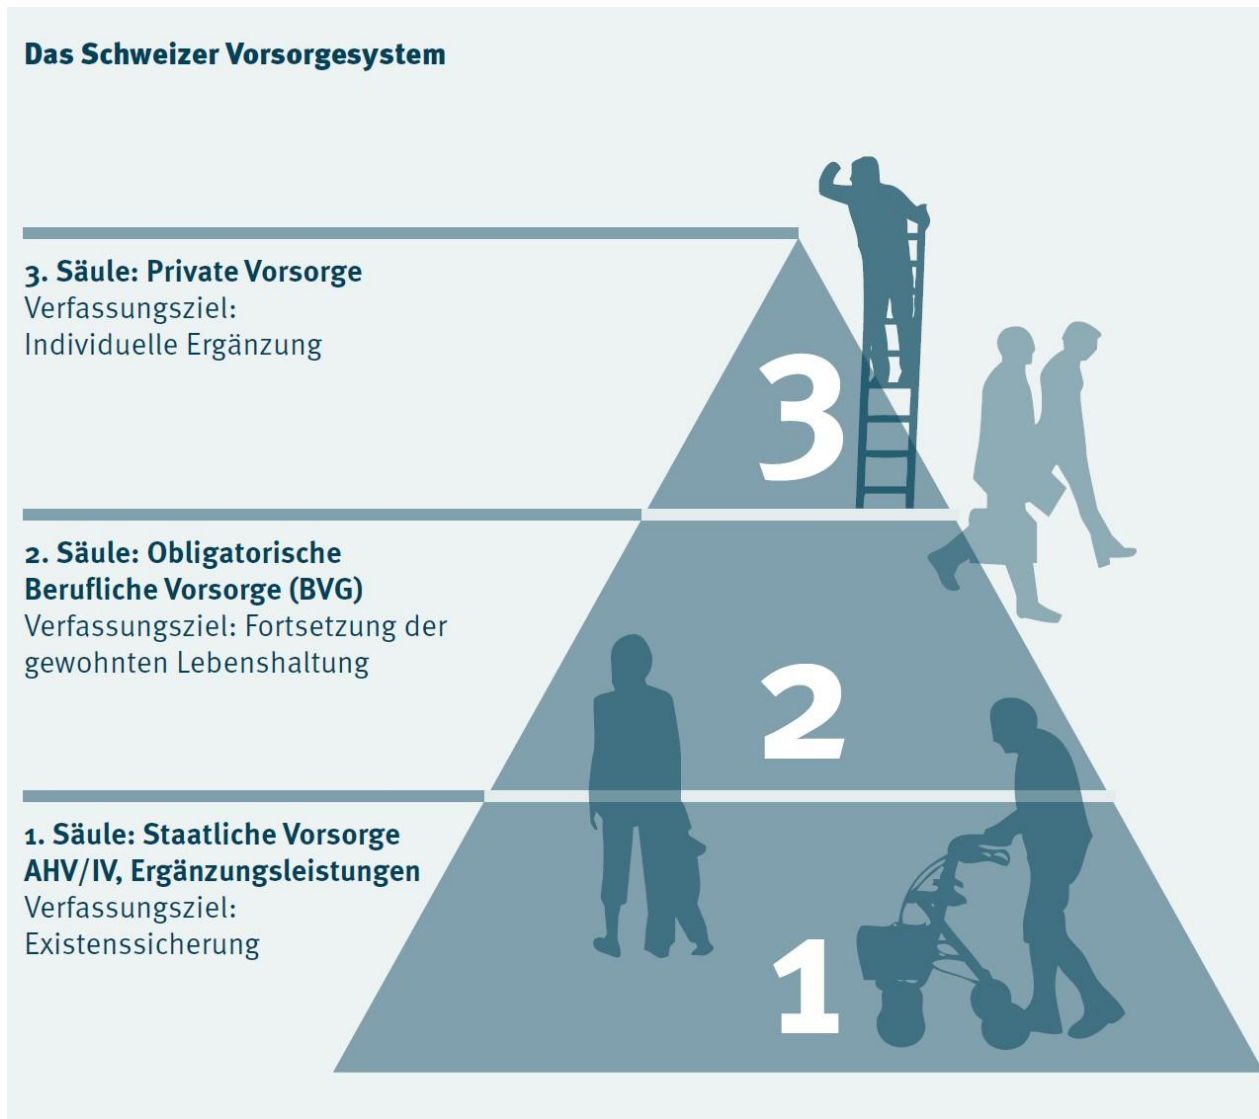 Das Schweizer Vorsorgesystem
3. Säule: Private Vorsorge
Verfassungsziel:
Individuelle Ergänzung
3
2. Säule: Obligatorische
Berufliche Vorsorge (BVG)
Verfassungsziel: Fortsetzung der
gewohnten Lebenshaltung
2
1. Säule: Staatliche Vorsorge
AHV/IV, Ergänzungsleistungen
Verfassungsziel:
Existenssicherung
1